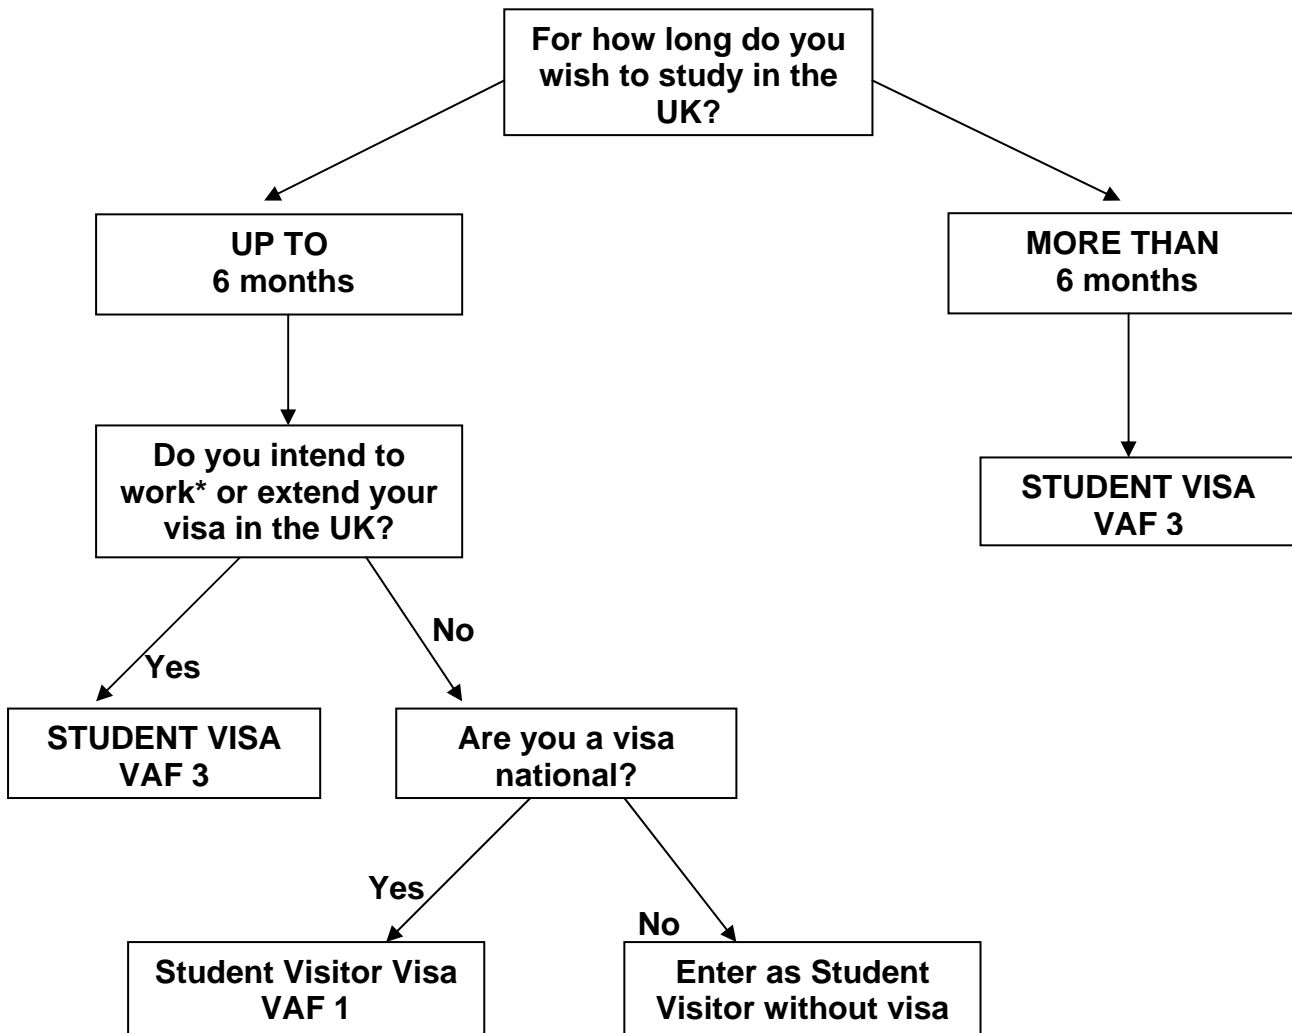 For how long do you
wish to study in the
UK?
UP TO
6 months
MORE THAN
6 months
Do you intend to
work* or extend your
visa in the UK?
STUDENT VISA
VAF 3
Yes
No
STUDENT VISA
VAF 3
Are you a visa
national?
Yes
No
Student Visitor Visa
VAF 1
Enter as Student
Visitor without visa